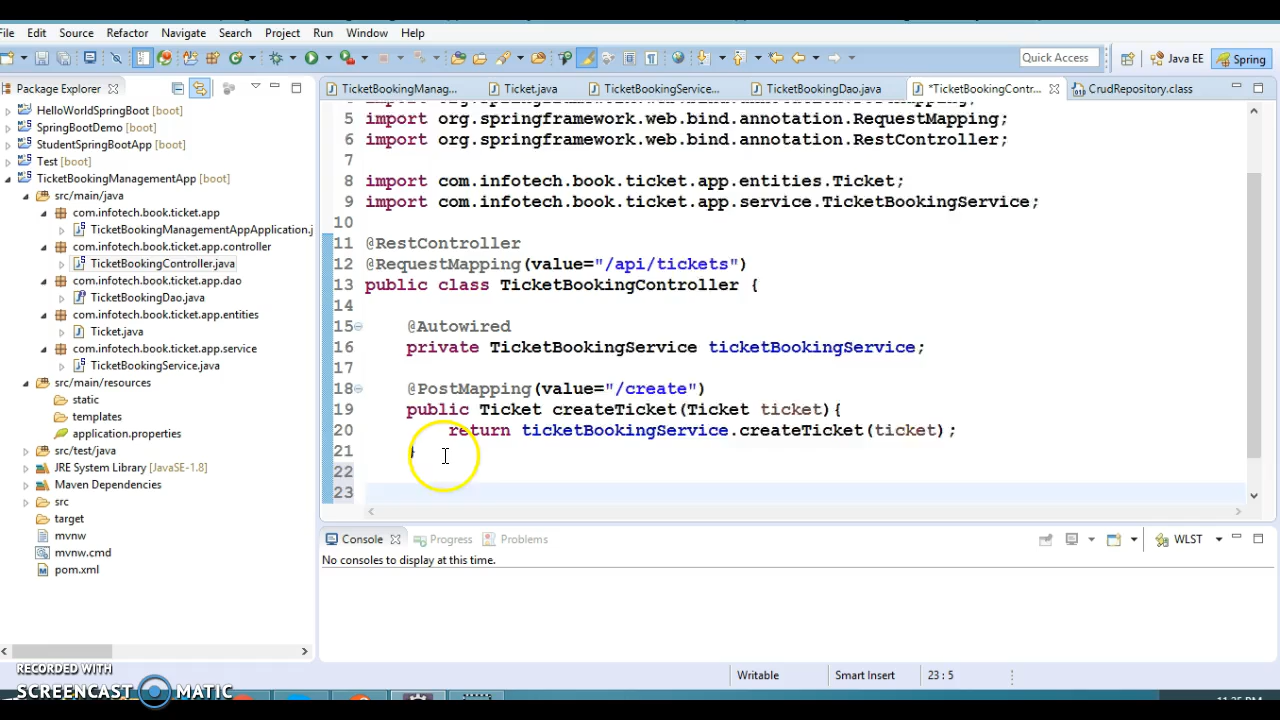 File Edit Source Refactor Navigate Search Project Run Window Help
Quick Access Java EE Spring
Package Explorer
HelloWorldSpringBoot [boot]
SpringBootDemo [boot]
StudentSpringBootApp [boot]
Test [boot]
TicketBookingManagementApp [boot]
src/main/java
com.infotech.book.ticket.app
TicketBookingManagementAppApplication.j
com.infotech.book.ticket.app.controller
TicketBookingController.java
com.infotech.book.ticket.app.dao
TicketBookingDao.java
com.infotech.book.ticket.app.entities
Ticket.java
com.infotech.book.ticket.app.service
TicketBookingService.java
src/main/resources
static
templates
application.properties
src/test/java
JRE System Library [JavaSE-1.8]
Maven Dependencies
src
target
mvnw
mvnw.cmd
pom.xml
TicketBookingManag... Ticket.java TicketBookingService... TicketBookingDao.java *TicketBookingContr... CrudRepository.class
5 import org.springframework.web.bind.annotation.RequestMapping;
6 import org.springframework.web.bind.annotation.RestController;
7
8 import com.infotech.book.ticket.app.entities.Ticket;
9 import com.infotech.book.ticket.app.service.TicketBookingService;
10
11 @RestController
12 @RequestMapping(value="/api/tickets")
13 public class TicketBookingController {
14
15 @Autowired
16 private TicketBookingService ticketBookingService;
17
18 @PostMapping(value="/create")
19 public Ticket createTicket(Ticket ticket){
20 return ticketBookingService.createTicket(ticket);
21 }
22
23
Console Progress Problems WLST
No consoles to display at this time.
Writable Smart Insert 23 : 5
RECORDED WITH
SCREENCAST MATIC